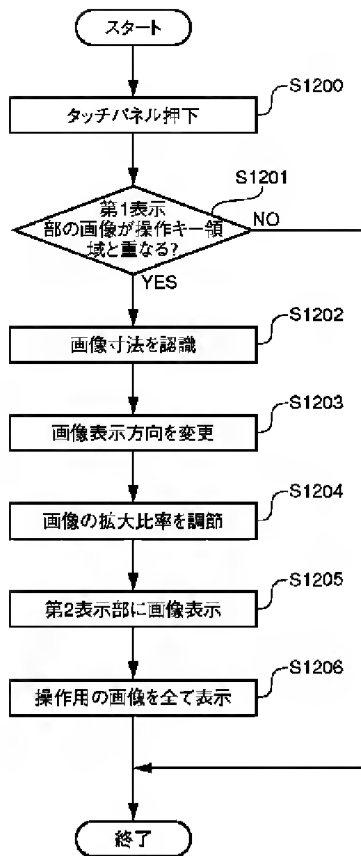 スタート
S1200
タッチパネル押下
S1201
第1表示
部の画像が操作キー領
域と重なる?
NO
YES
S1202
画像寸法を認識
S1203
画像表示方向を変更
S1204
画像の拡大比率を調節
S1205
第2表示部に画像表示
S1206
操作用の画像を全て表示
終了